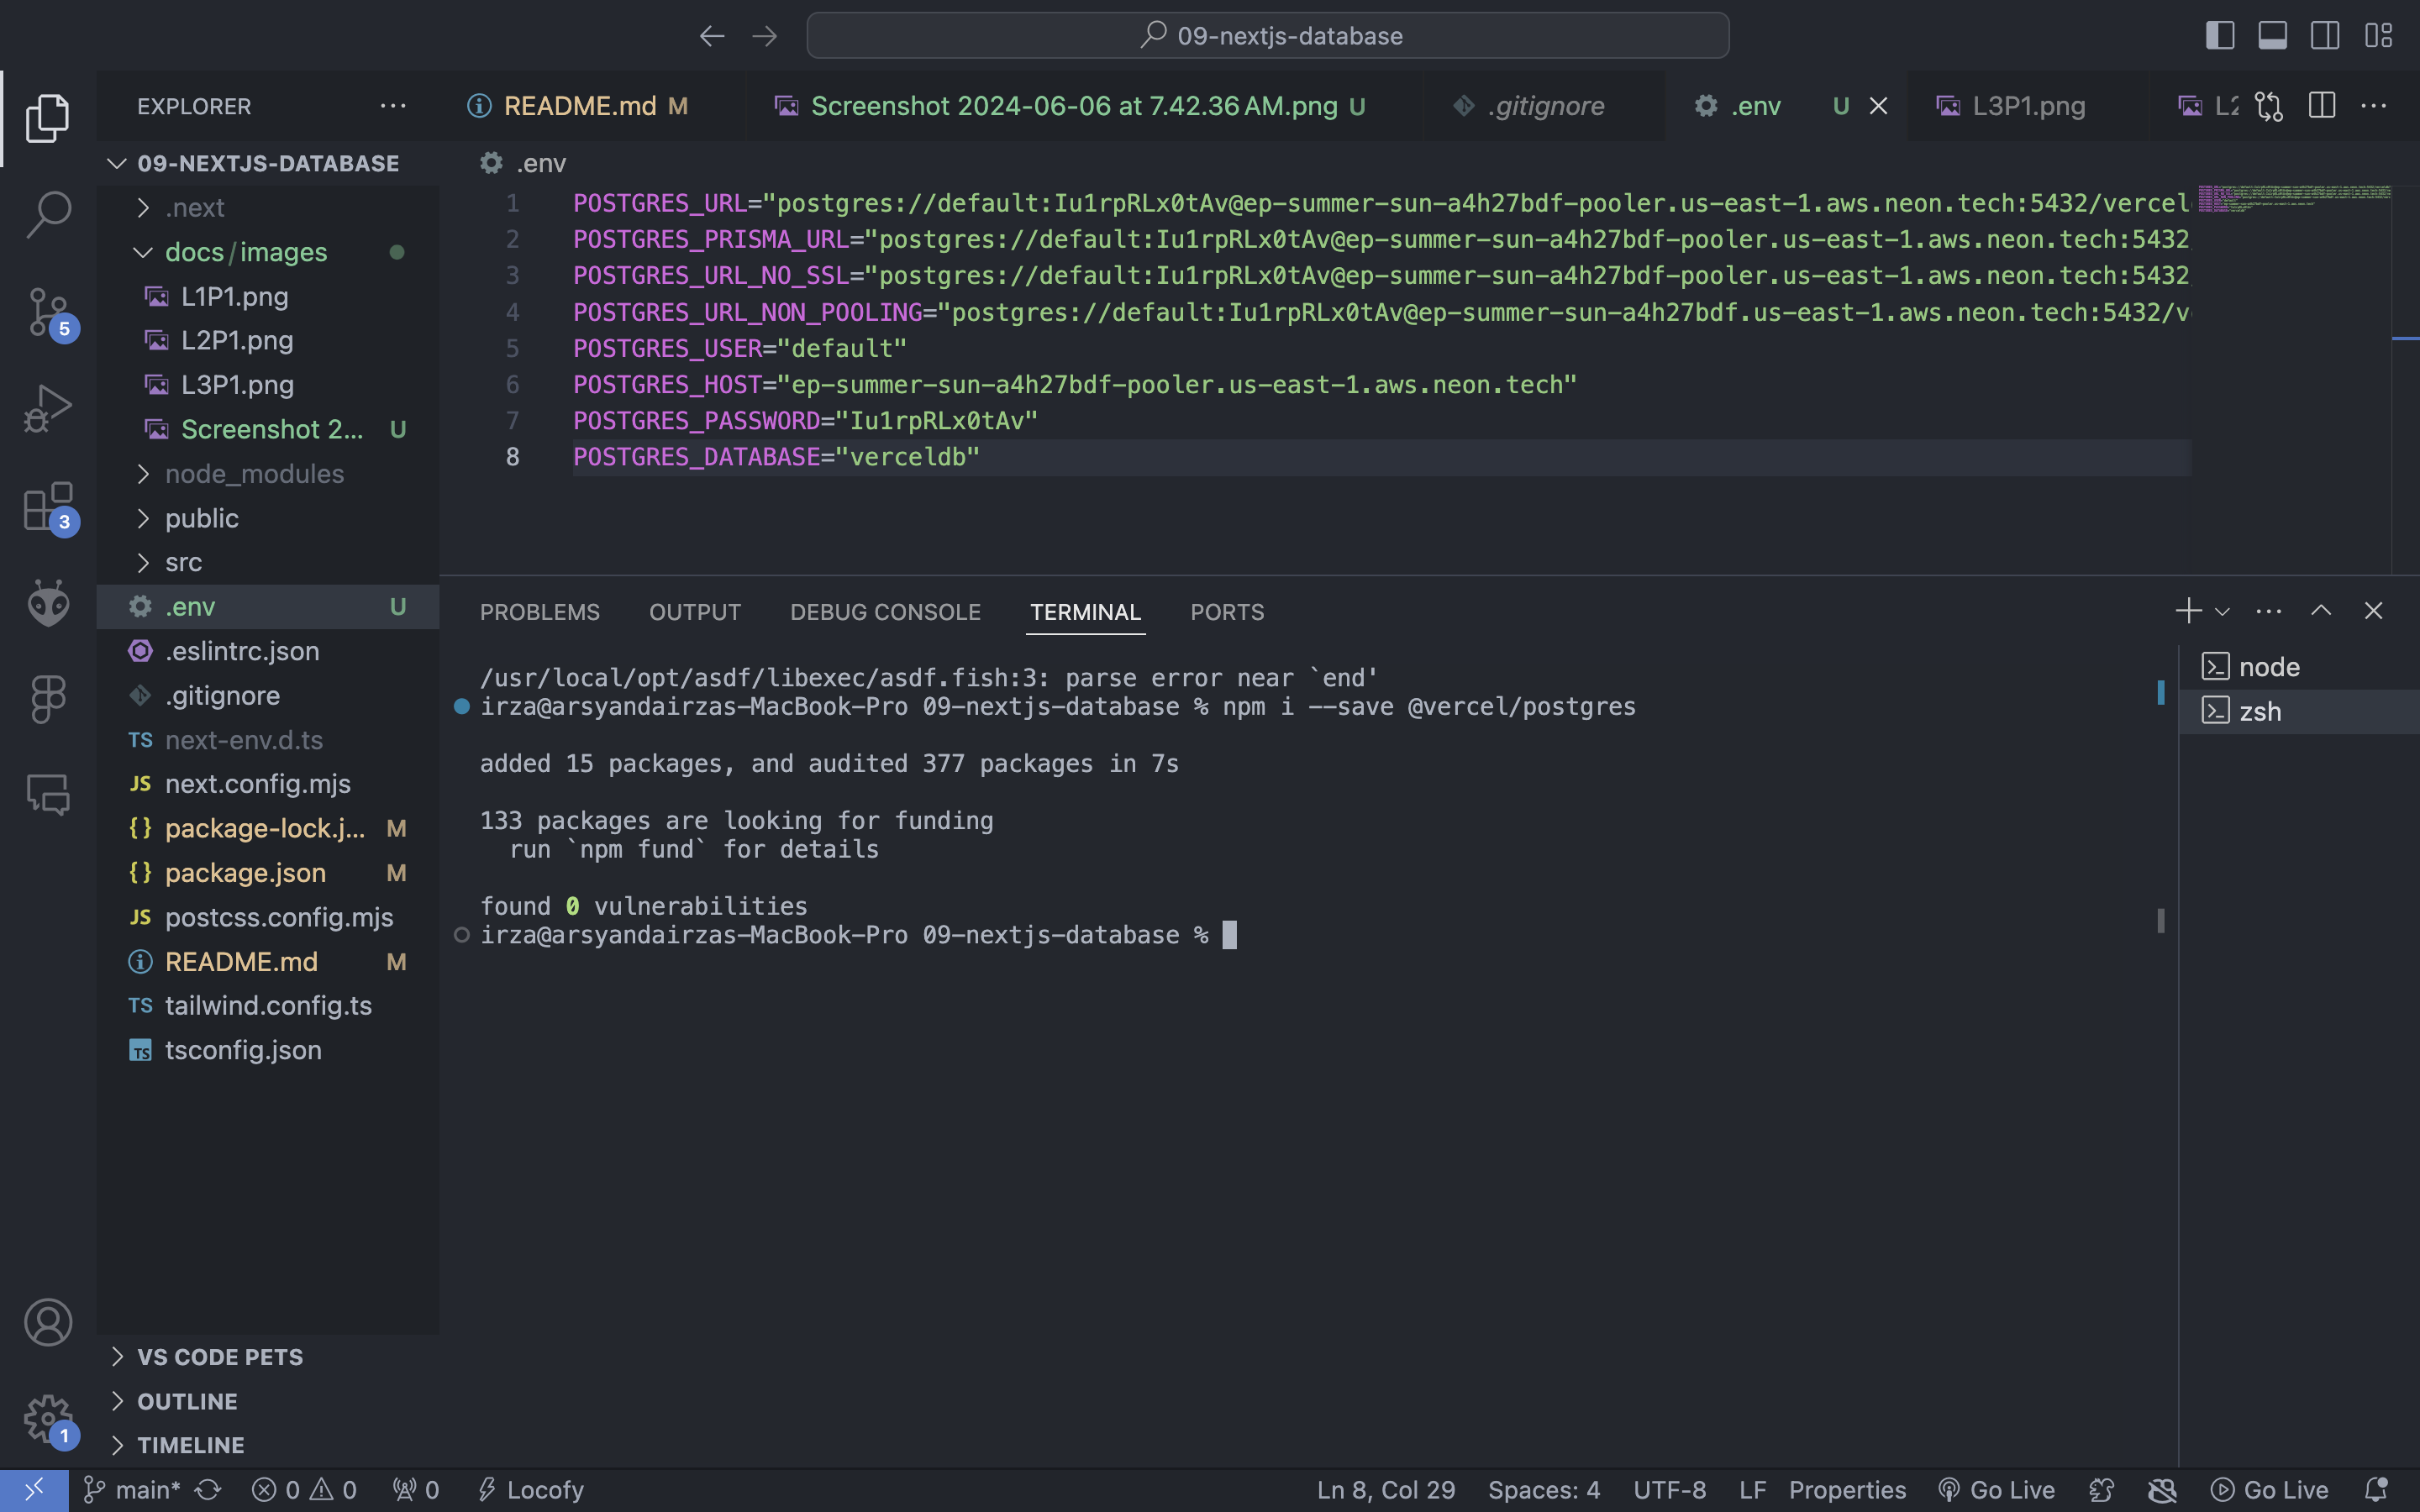 09-nextjs-database
EXPLORER
README.md M
Screenshot 2024-06-06 at 7.42.36 AM.png U
.gitignore
.env U
L3P1.png
09-NEXTJS-DATABASE
.next
docs/images
L1P1.png
L2P1.png
L3P1.png
Screenshot 2... U
node_modules
public
src
.env U
.eslintrc.json
.gitignore
TS next-env.d.ts
JS next.config.mjs
{} package-lock.j... M
{} package.json M
JS postcss.config.mjs
README.md M
TS tailwind.config.ts
TS tsconfig.json
VS CODE PETS
OUTLINE
TIMELINE
5
3
1
.env
1 POSTGRES_URL="postgres://default:Iu1rpRLx0tAv@ep-summer-sun-a4h27bdf-pooler.us-east-1.aws.neon.tech:5432/vercel
2 POSTGRES_PRISMA_URL="postgres://default:Iu1rpRLx0tAv@ep-summer-sun-a4h27bdf-pooler.us-east-1.aws.neon.tech:5432
3 POSTGRES_URL_NO_SSL="postgres://default:Iu1rpRLx0tAv@ep-summer-sun-a4h27bdf-pooler.us-east-1.aws.neon.tech:5432
4 POSTGRES_URL_NON_POOLING="postgres://default:Iu1rpRLx0tAv@ep-summer-sun-a4h27bdf.us-east-1.aws.neon.tech:5432/v
5 POSTGRES_USER="default"
6 POSTGRES_HOST="ep-summer-sun-a4h27bdf-pooler.us-east-1.aws.neon.tech"
7 POSTGRES_PASSWORD="Iu1rpRLx0tAv"
8 POSTGRES_DATABASE="verceldb"
PROBLEMS OUTPUT DEBUG CONSOLE TERMINAL PORTS
/usr/local/opt/asdf/libexec/asdf.fish:3: parse error near `end'
irza@arsyandairzas-MacBook-Pro 09-nextjs-database % npm i --save @vercel/postgres
added 15 packages, and audited 377 packages in 7s
133 packages are looking for funding
run `npm fund` for details
found 0 vulnerabilities
irza@arsyandairzas-MacBook-Pro 09-nextjs-database %
node
zsh
main* 0 0 0 Locofy
Ln 8, Col 29 Spaces: 4 UTF-8 LF Properties Go Live Go Live